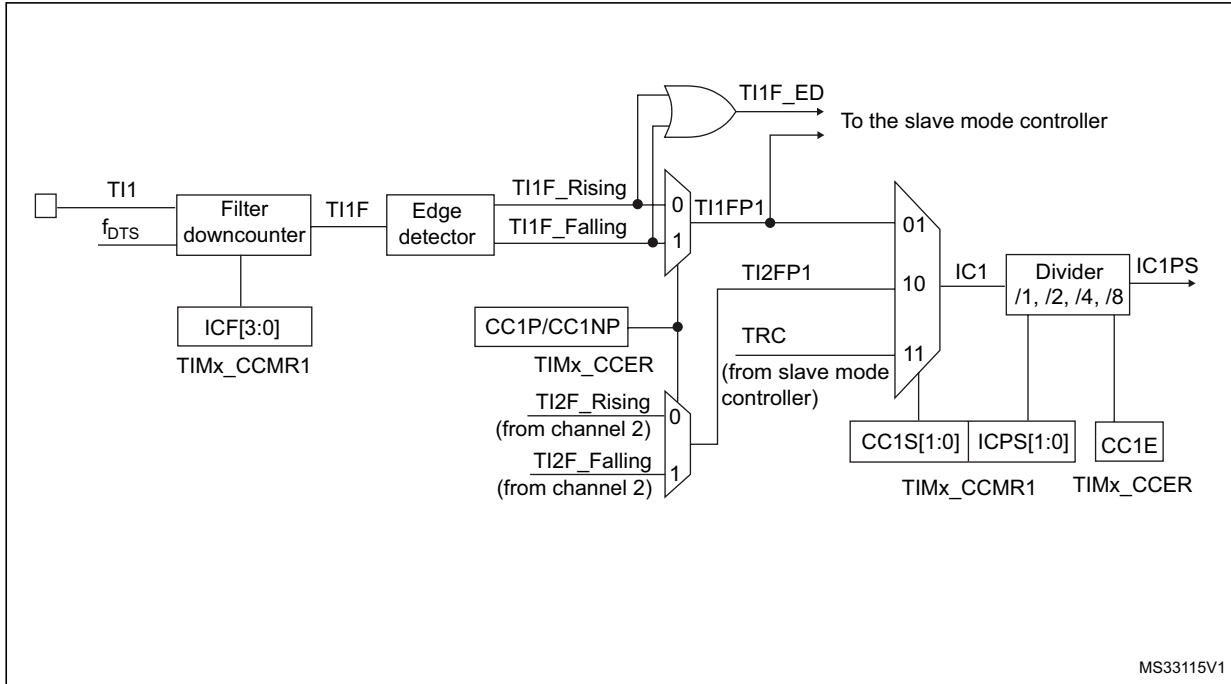 TI1F_ED
To the slave mode controller
TI1
f_DTS
Filter
downcounter
TI1F
Edge
detector
TI1F_Rising
TI1F_Falling
0
1
TI1FP1
01
TI2FP1
10
IC1
Divider
/1, /2, /4, /8
IC1PS
ICF[3:0]
TIMx_CCMR1
CC1P/CC1NP
TIMx_CCER
TRC
11
(from slave mode
controller)
TI2F_Rising
0
(from channel 2)
TI2F_Falling
1
(from channel 2)
CC1S[1:0]
ICPS[1:0]
CC1E
TIMx_CCMR1
TIMx_CCER
MS33115V1